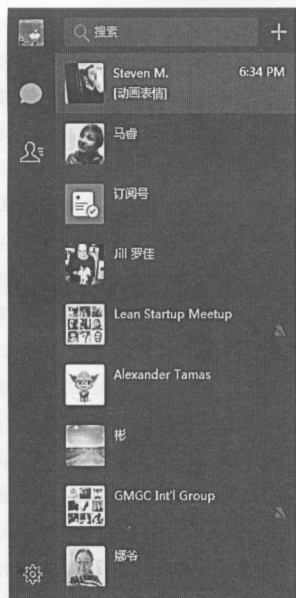 搜索
Steven M. 6:34 PM
[动画表情]
马睿
订阅号
Jill 罗佳
Lean Startup Meetup
Alexander Tamas
彬
GMGC Int'l Group
娜爷